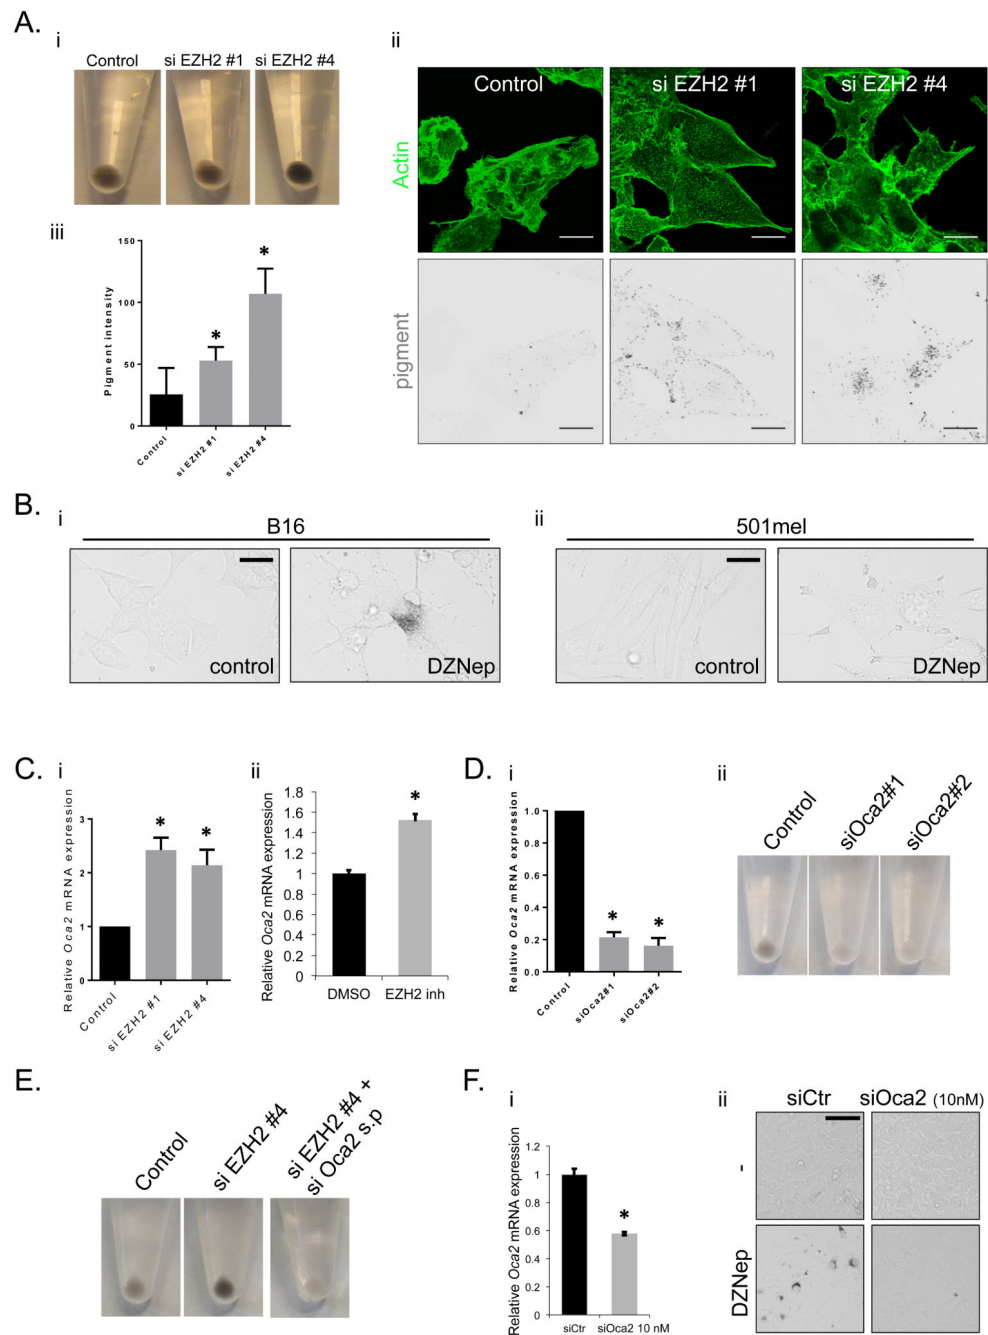 A.
i
Control
si EZH2 #1
si EZH2 #4
ii
Control
si EZH2 #1
si EZH2 #4
Actin
pigment
iii
Pigment intensity
150
100
50
0
*
*
Control
si EZH2 #1
si EZH2 #4
B.
i
B16
control
DZNep
ii
501mel
control
DZNep
C.
i
Relative Oca2 mRNA expression
3
2
1
0
*
*
Control
si EZH2 #1
si EZH2 #4
ii
Relative Oca2 mRNA expression
1.8
1.6
1.4
1.2
1
0.8
0.6
0.4
0.2
0
*
DMSO
EZH2 inh
D.
i
Relative Oca2 mRNA expression
1.0
0.8
0.6
0.4
0.2
0.0
*
*
Control
siOca2#1
siOca2#2
ii
Control
siOca2#1
siOca2#2
E.
Control
si EZH2 #4
si EZH2 #4 +
si Oca2 s.p
F.
i
Relative Oca2 mRNA expression
1.2
1
0.8
0.6
0.4
0.2
0
*
siCtr
siOca2 10 nM
ii
siCtr
siOca2 (10nM)
-
DZNep